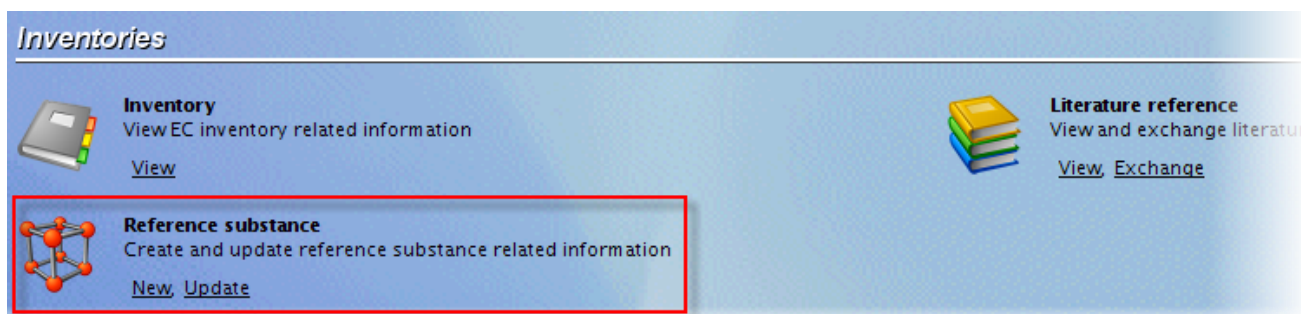 Inventories
Inventory
View EC inventory related information
View
Literature reference
View and exchange
View, Exchange
Reference substance
Create and update reference substance related information
New, Update